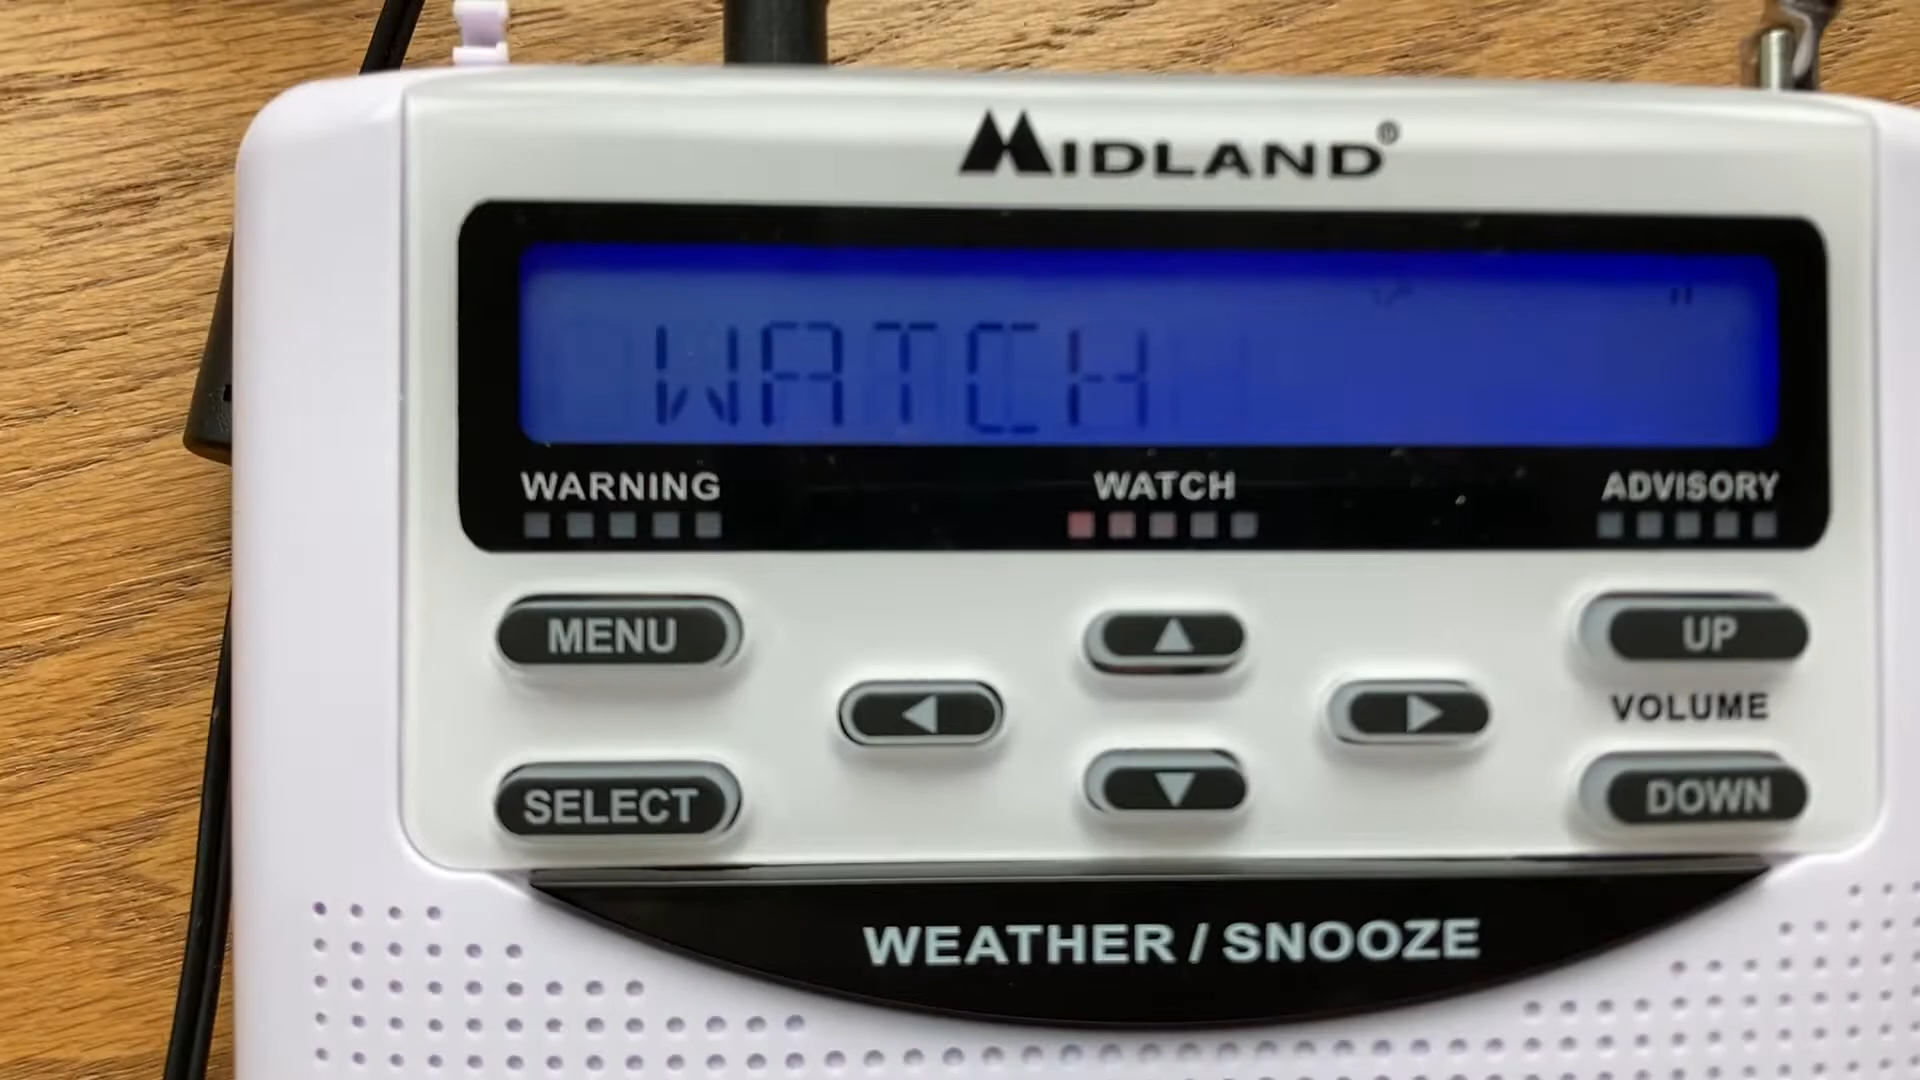 MIDLAND®
WATCH
WARNING
WATCH
ADVISORY
MENU
UP
VOLUME
SELECT
DOWN
WEATHER / SNOOZE